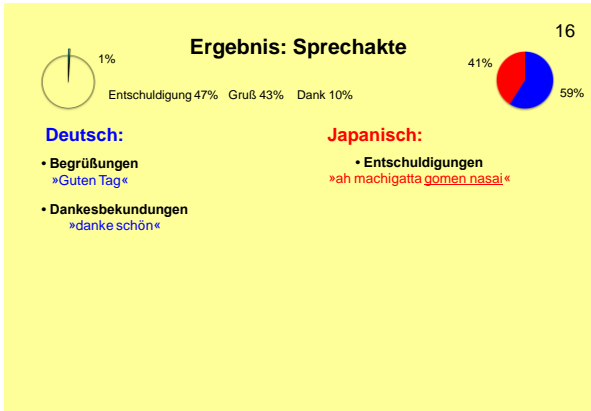 16
Ergebnis: Sprechakte
1%
41%
59%
Entschuldigung 47% Gruß 43% Dank 10%
Deutsch:
• Begrüßungen
»Guten Tag«
• Dankesbekundungen
»danke schön«
Japanisch:
• Entschuldigungen
»ah machigatta gomen nasai«